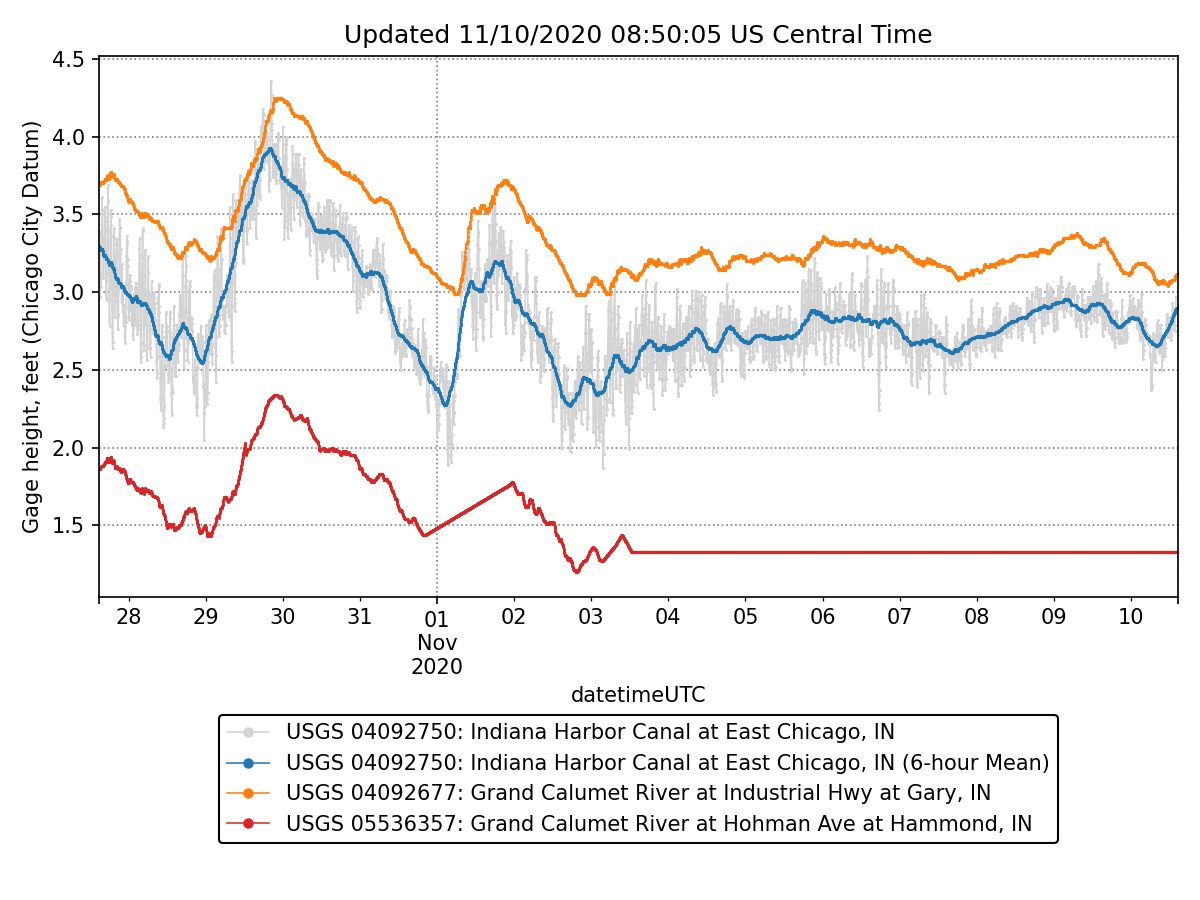 Updated 11/10/2020 08:50:05 US Central Time
Gage height, feet (Chicago City Datum)
4.5
4.0
3.5
3.0
2.5
2.0
1.5
28
29
30
31
01
Nov
2020
02
03
04
05
06
07
08
09
10
datetimeUTC
USGS 04092750: Indiana Harbor Canal at East Chicago, IN
USGS 04092750: Indiana Harbor Canal at East Chicago, IN (6-hour Mean)
USGS 04092677: Grand Calumet River at Industrial Hwy at Gary, IN
USGS 05536357: Grand Calumet River at Hohman Ave at Hammond, IN